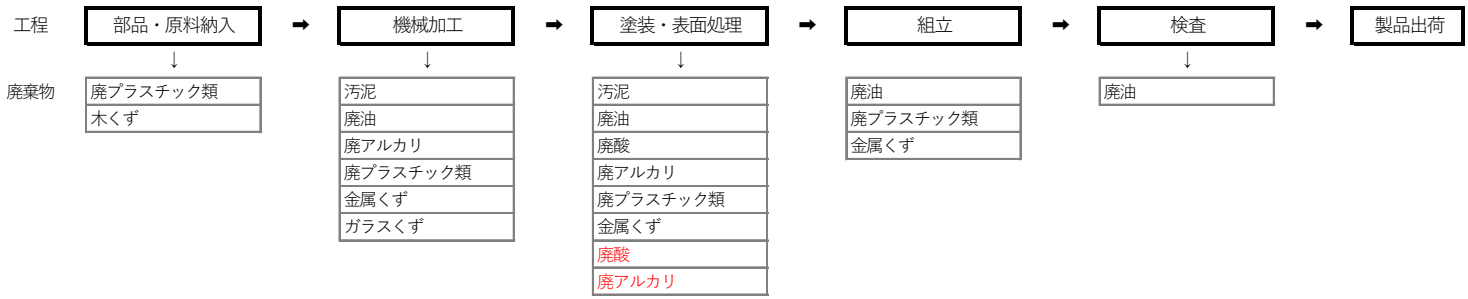 工程 部品・原料納入 ➡ 機械加工 ➡ 塗装・表面処理 ➡ 組立 ➡ 検査 ➡ 製品出荷
↓ ↓ ↓ ↓
廃棄物 廃プラスチック類 汚泥 汚泥 廃油 廃油
木くず 廃油 廃油 廃プラスチック類
廃アルカリ 廃酸 金属くず
廃プラスチック類 廃アルカリ
金属くず 廃プラスチック類
ガラスくず 金属くず
廃酸
廃アルカリ